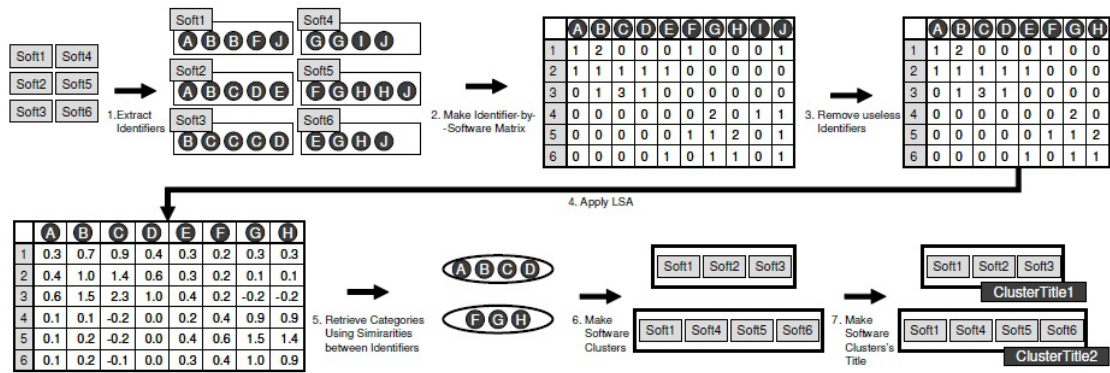 Soft1 Soft4
Soft2 Soft5
Soft3 Soft6
1.Extract
Identifiers
Soft1
A B B F J
Soft4
G G I J
Soft2
A B C D E
Soft5
F G H H J
Soft3
B C C C D
Soft6
E G H J
2. Make Identifier-by-
-Software Matrix
A B C D E F G H I J
1 1 2 0 0 0 1 0 0 0 1
2 1 1 1 1 1 0 0 0 0 0
3 0 1 3 1 0 0 0 0 0 0
4 0 0 0 0 0 0 2 0 1 1
5 0 0 0 0 0 1 1 2 0 1
6 0 0 0 0 1 0 1 1 0 1
3. Remove useless
Identifiers
A B C D E F G H
1 1 2 0 0 0 1 0 0
2 1 1 1 1 1 0 0 0
3 0 1 3 1 0 0 0 0
4 0 0 0 0 0 0 2 0
5 0 0 0 0 0 1 1 2
6 0 0 0 0 1 0 1 1
4. Apply LSA
A B C D E F G H
1 0.3 0.7 0.9 0.4 0.3 0.2 0.3 0.3
2 0.4 1.0 1.4 0.6 0.3 0.2 0.1 0.1
3 0.6 1.5 2.3 1.0 0.4 0.2 -0.2 -0.2
4 0.1 0.1 -0.2 0.0 0.2 0.4 0.9 0.9
5 0.1 0.2 -0.2 0.0 0.4 0.6 1.5 1.4
6 0.1 0.2 -0.1 0.0 0.3 0.4 1.0 0.9
5. Retrieve Categories
Using Simirarities
between Identifiers
A B C D
F G H
6. Make
Software
Clusters
Soft1 Soft2 Soft3
Soft1 Soft4 Soft5 Soft6
7. Make
Software
Clusters's
Title
Soft1 Soft2 Soft3
ClusterTitle1
Soft1 Soft4 Soft5 Soft6
ClusterTitle2